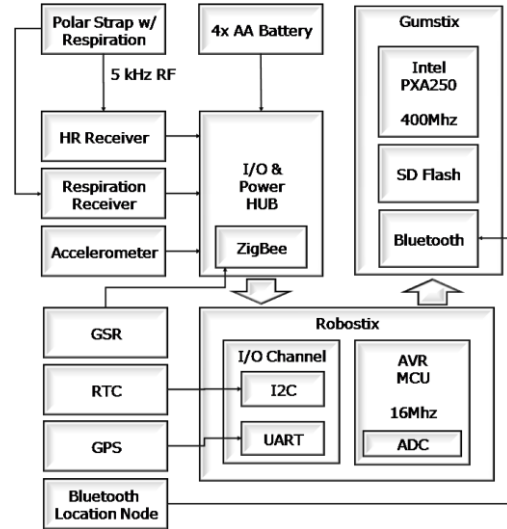 Polar Strap w/
Respiration
4x AA Battery
Gumstix
5 kHz RF
Intel
PXA250
400Mhz
HR Receiver
I/O &
Power
HUB
SD Flash
Respiration
Receiver
Bluetooth
Accelerometer
ZigBee
GSR
Robostix
I/O Channel
I2C
UART
AVR
MCU
16Mhz
ADC
RTC
GPS
Bluetooth
Location Node